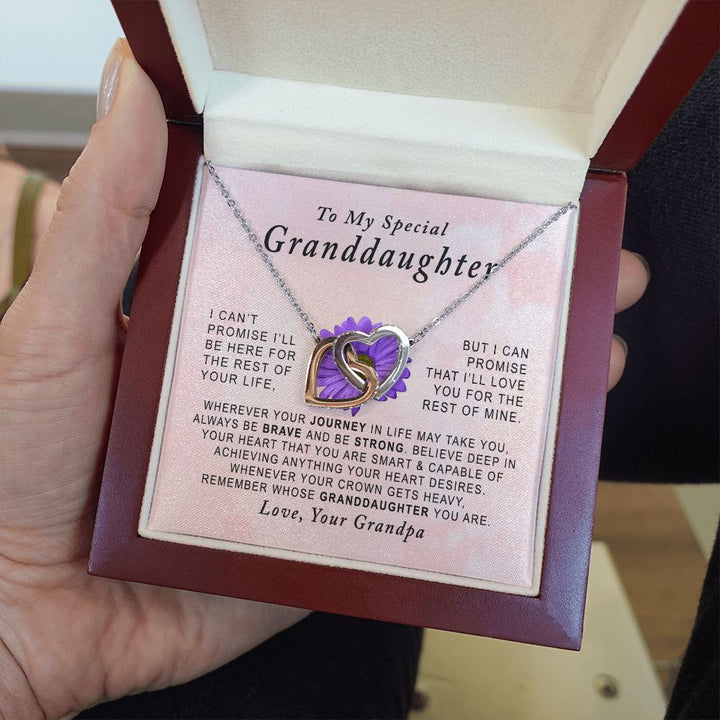 To My Special
Granddaughter
I CAN'T
PROMISE I'LL
BE HERE FOR
THE REST OF
YOUR LIFE,
BUT I CAN
PROMISE
THAT I'LL LOVE
YOU FOR THE
REST OF MINE.
WHEREVER YOUR JOURNEY IN LIFE MAY TAKE YOU,
ALWAYS BE BRAVE AND BE STRONG. BELIEVE DEEP IN
YOUR HEART THAT YOU ARE SMART & CAPABLE OF
ACHIEVING ANYTHING YOUR HEART DESIRES.
WHENEVER YOUR CROWN GETS HEAVY,
REMEMBER WHOSE GRANDDAUGHTER YOU ARE.
Love, Your Grandpa